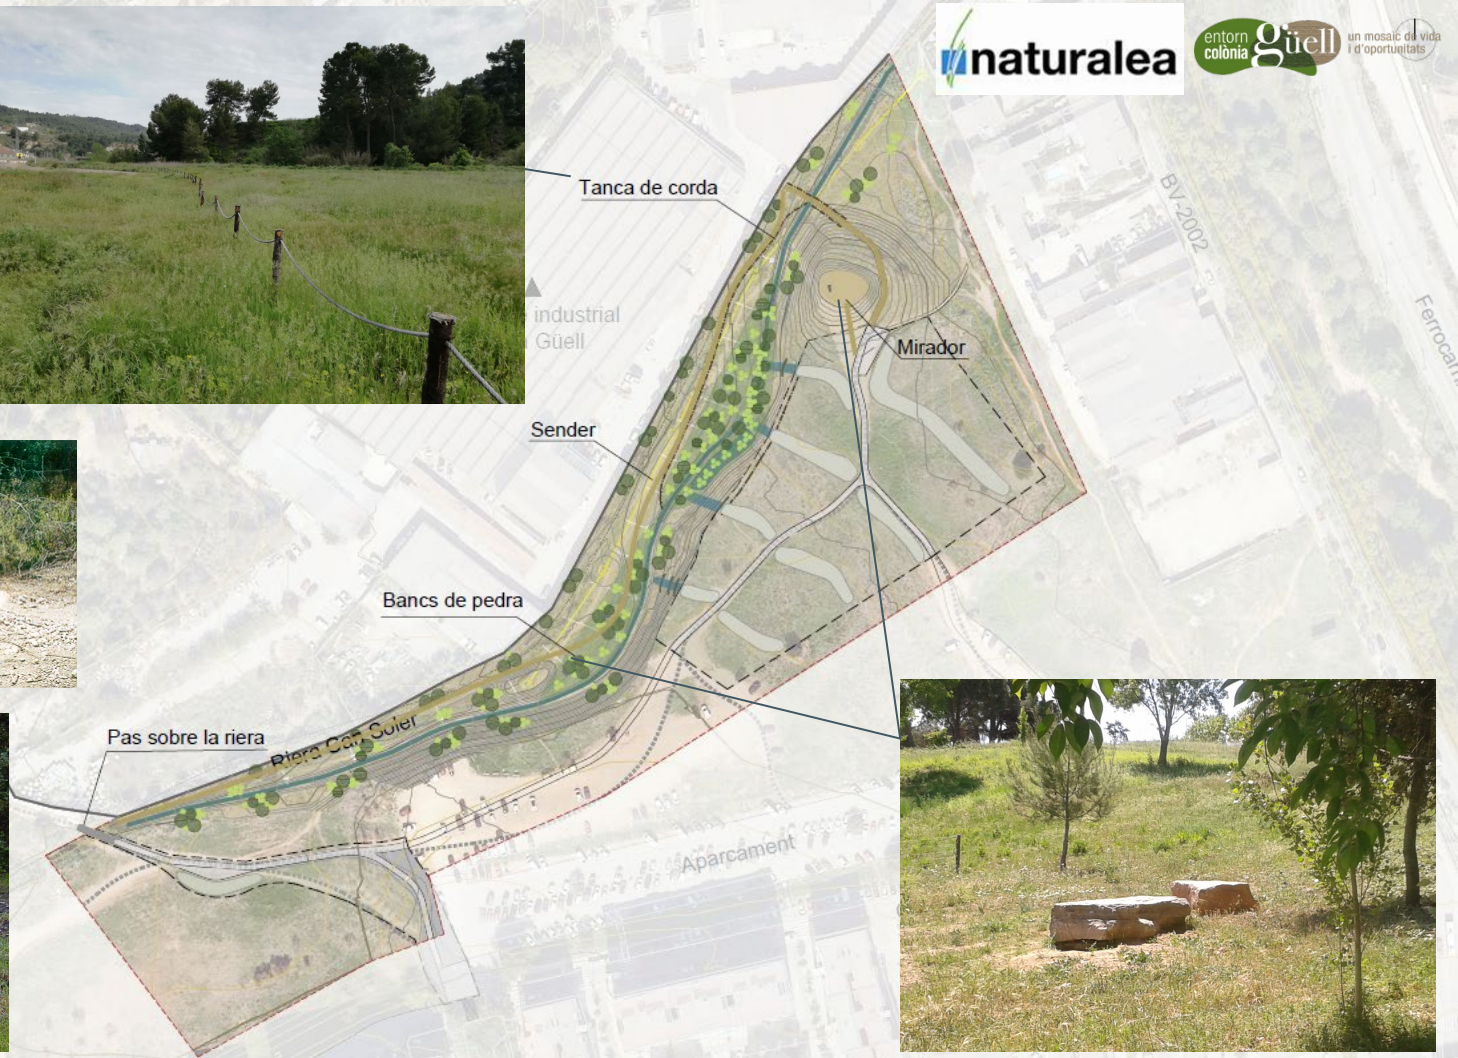 naturalea
entorn
colònia
güell
un mosaic de vida
i d'oportunitats
Tanca de corda
BV-2002
industrial
Güell
Mirador
Sender
Bancs de pedra
Pas sobre la riera
Riera Can Soler
Aparcament